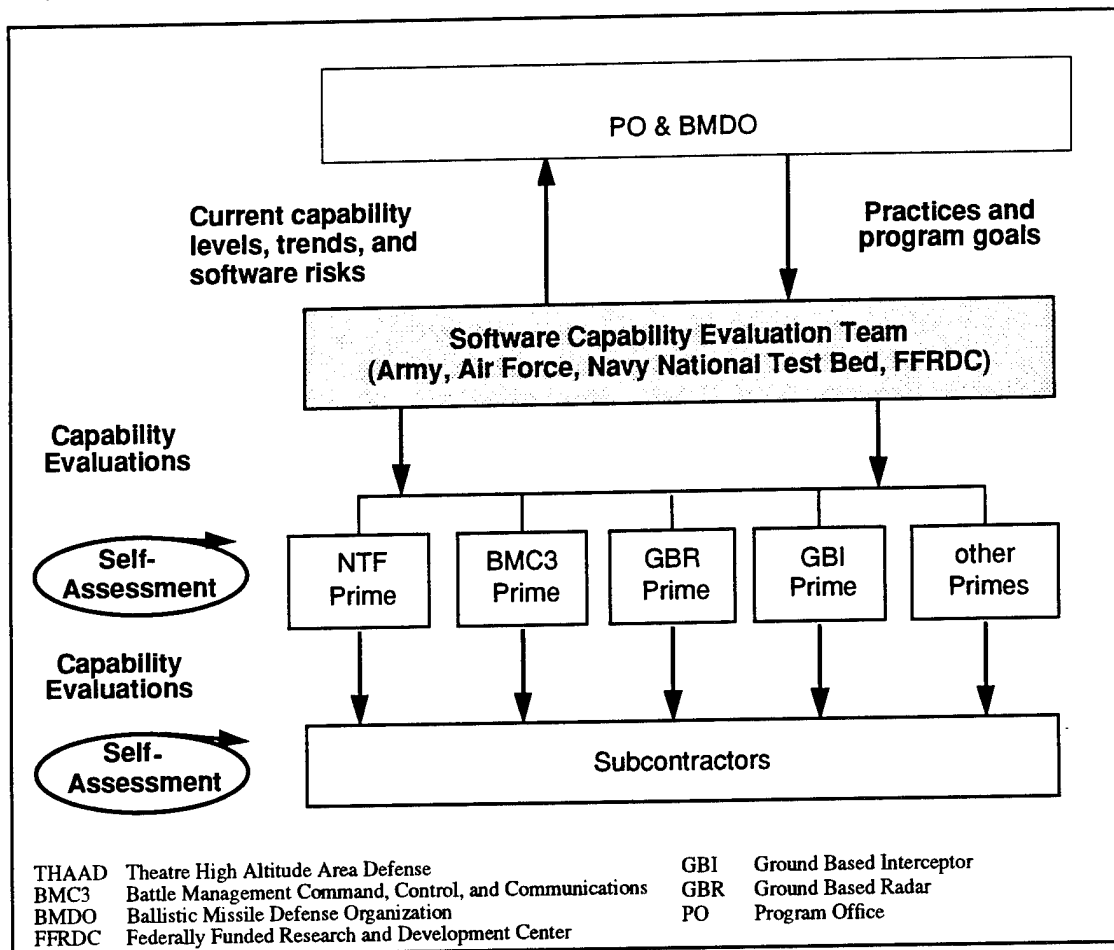 PO & BMDO
Current capability
levels, trends, and
software risks
Practices and
program goals
Software Capability Evaluation Team
(Army, Air Force, Navy National Test Bed, FFRDC)
Capability
Evaluations
Self-
Assessment
NTF
Prime
BMC3
Prime
GBR
Prime
GBI
Prime
other
Primes
Capability
Evaluations
Self-
Assessment
Subcontractors
THAAD Theatre High Altitude Area Defense
BMC3 Battle Management Command, Control, and Communications
BMDO Ballistic Missile Defense Organization
FFRDC Federally Funded Research and Development Center
GBI Ground Based Interceptor
GBR Ground Based Radar
PO Program Office